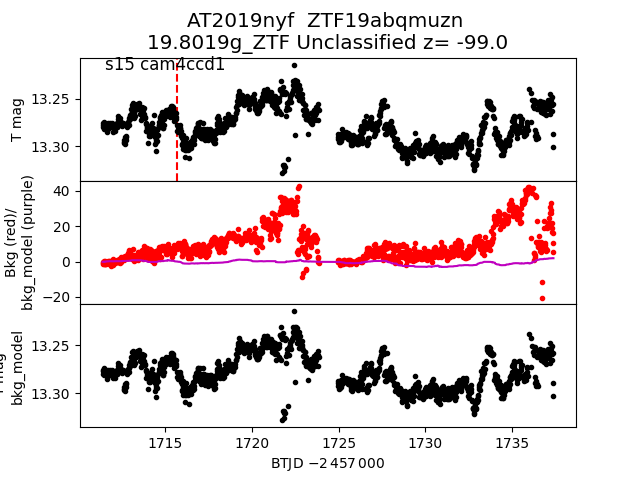 AT2019nyf ZTF19abqmuzn
19.8019g_ZTF Unclassified z= -99.0
s15 cam4ccd1
T mag
13.25
13.30
Bkg (red)/
bkg_model (purple)
40
20
0
−20
bkg_model
13.25
13.30
1715 1720 1725 1730 1735
BTJD −2 457 000